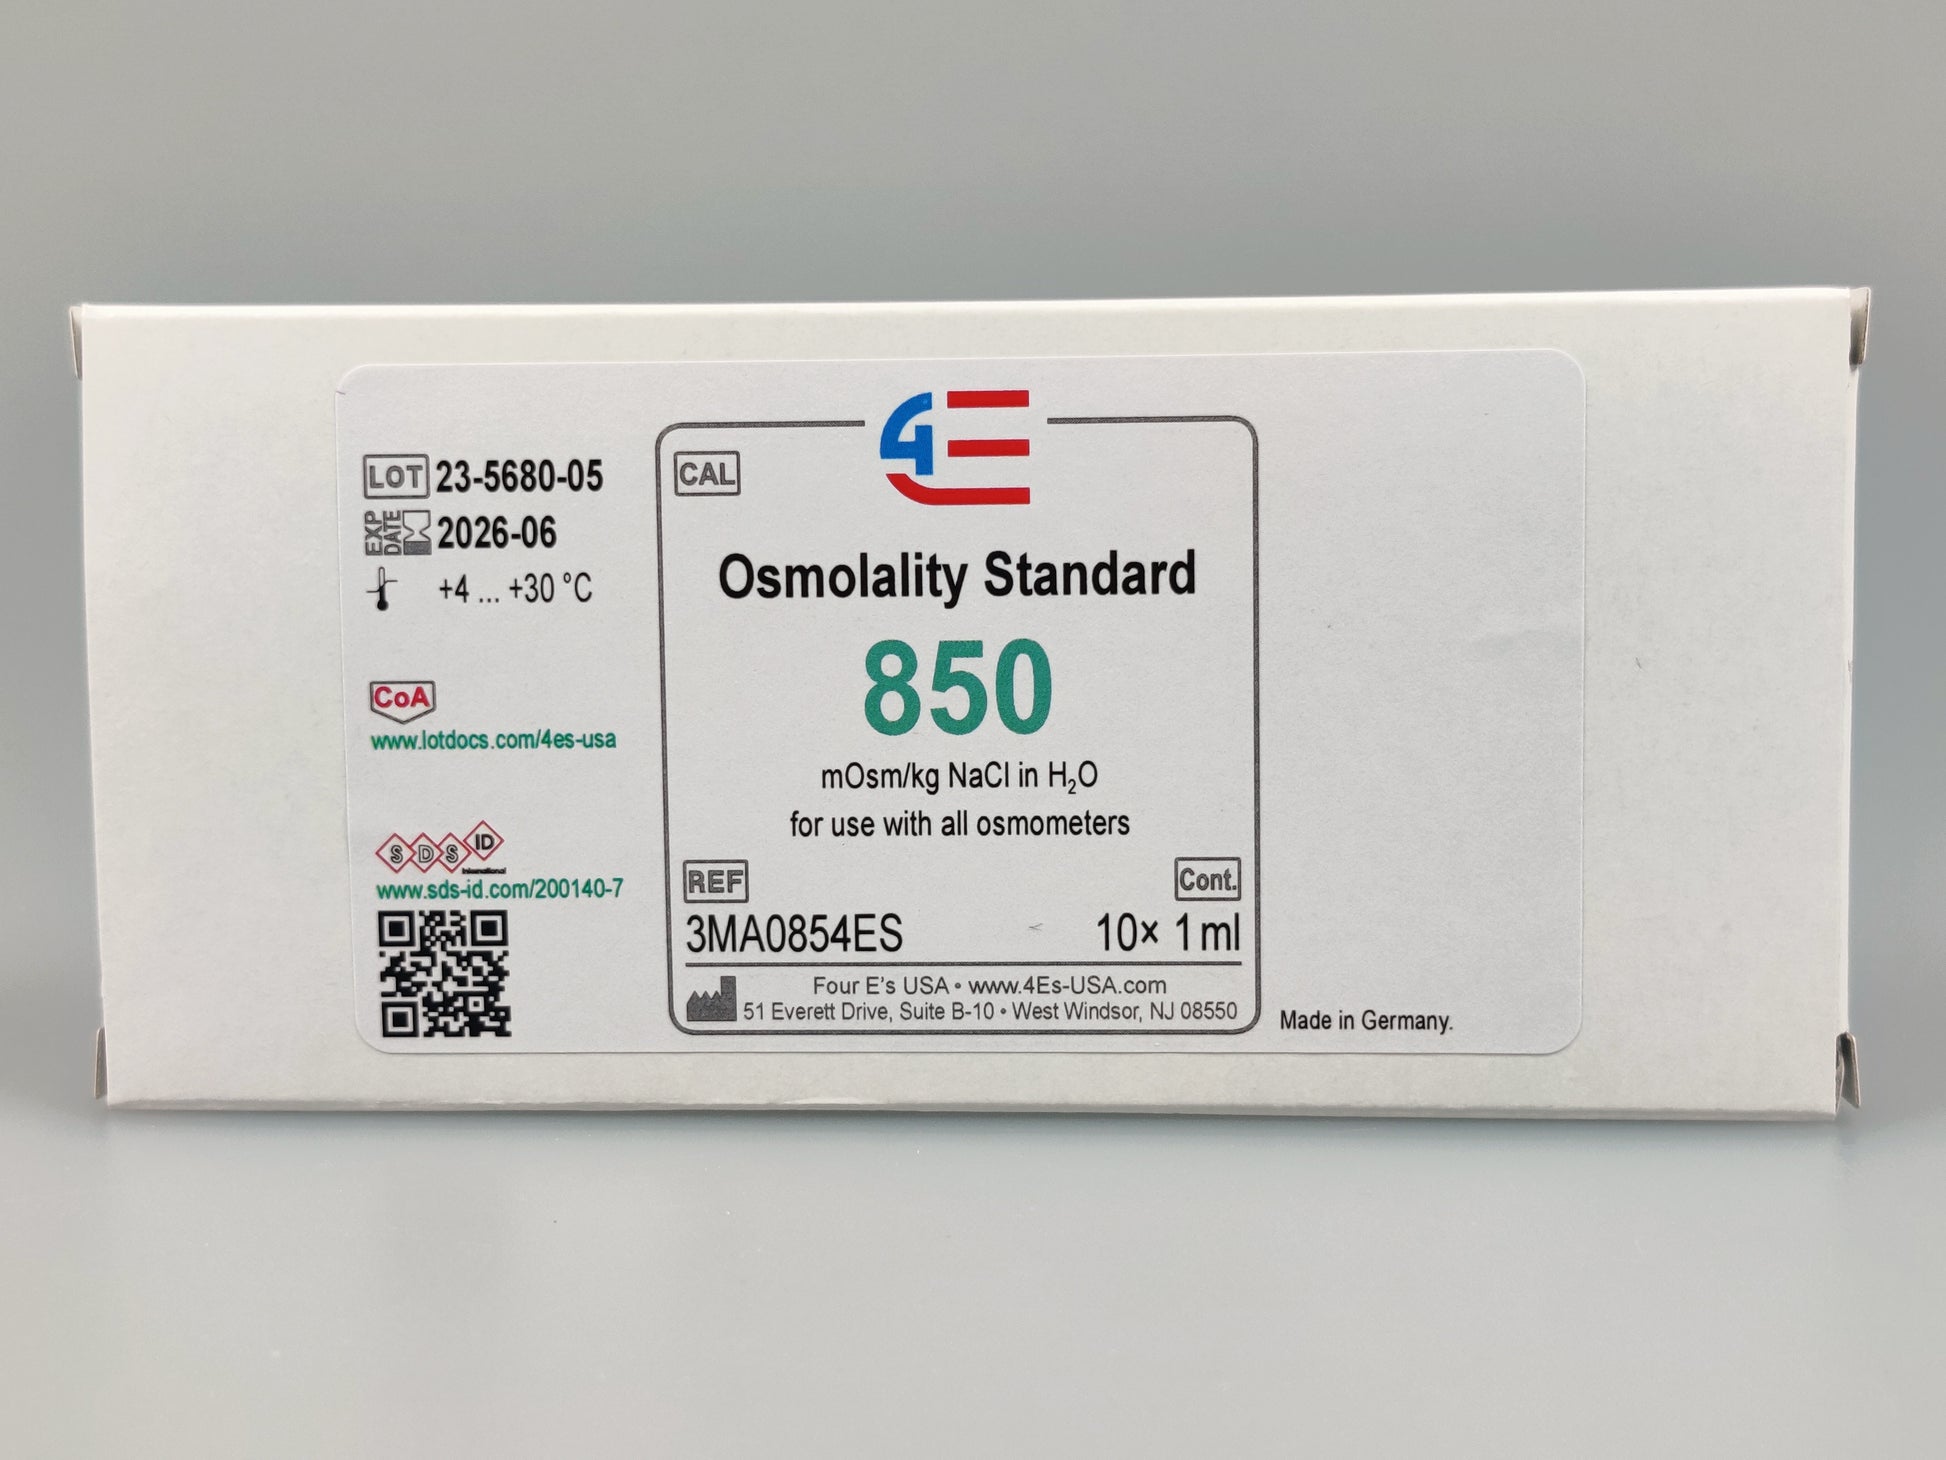 4E
LOT 23-5680-05
EXP DATE 2026-06
+4 ... +30 °C
CoA
www.lotdocs.com/4es-usa
SDS ID
International
www.sds-id.com/200140-7
CAL
Osmolality Standard
850
mOsm/kg NaCl in H₂O
for use with all osmometers
REF
Cont.
3MA0854ES 10× 1 ml
Four E's USA • www.4Es-USA.com
51 Everett Drive, Suite B-10 • West Windsor, NJ 08550
Made in Germany.